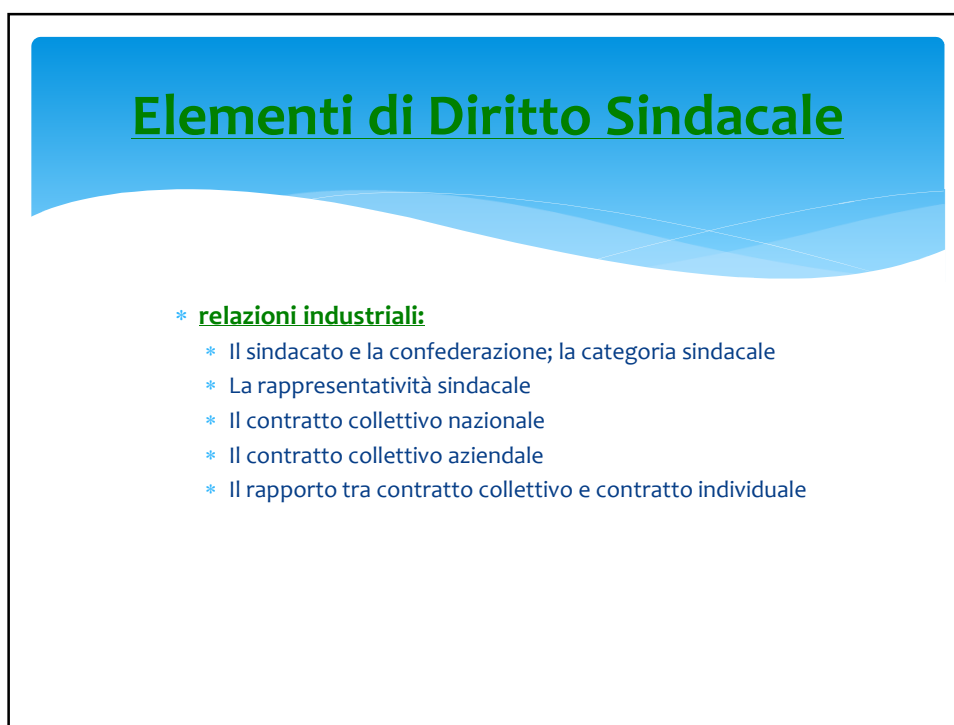 Elementi di Diritto Sindacale
* relazioni industriali:
* Il sindacato e la confederazione; la categoria sindacale
* La rappresentatività sindacale
* Il contratto collettivo nazionale
* Il contratto collettivo aziendale
* Il rapporto tra contratto collettivo e contratto individuale